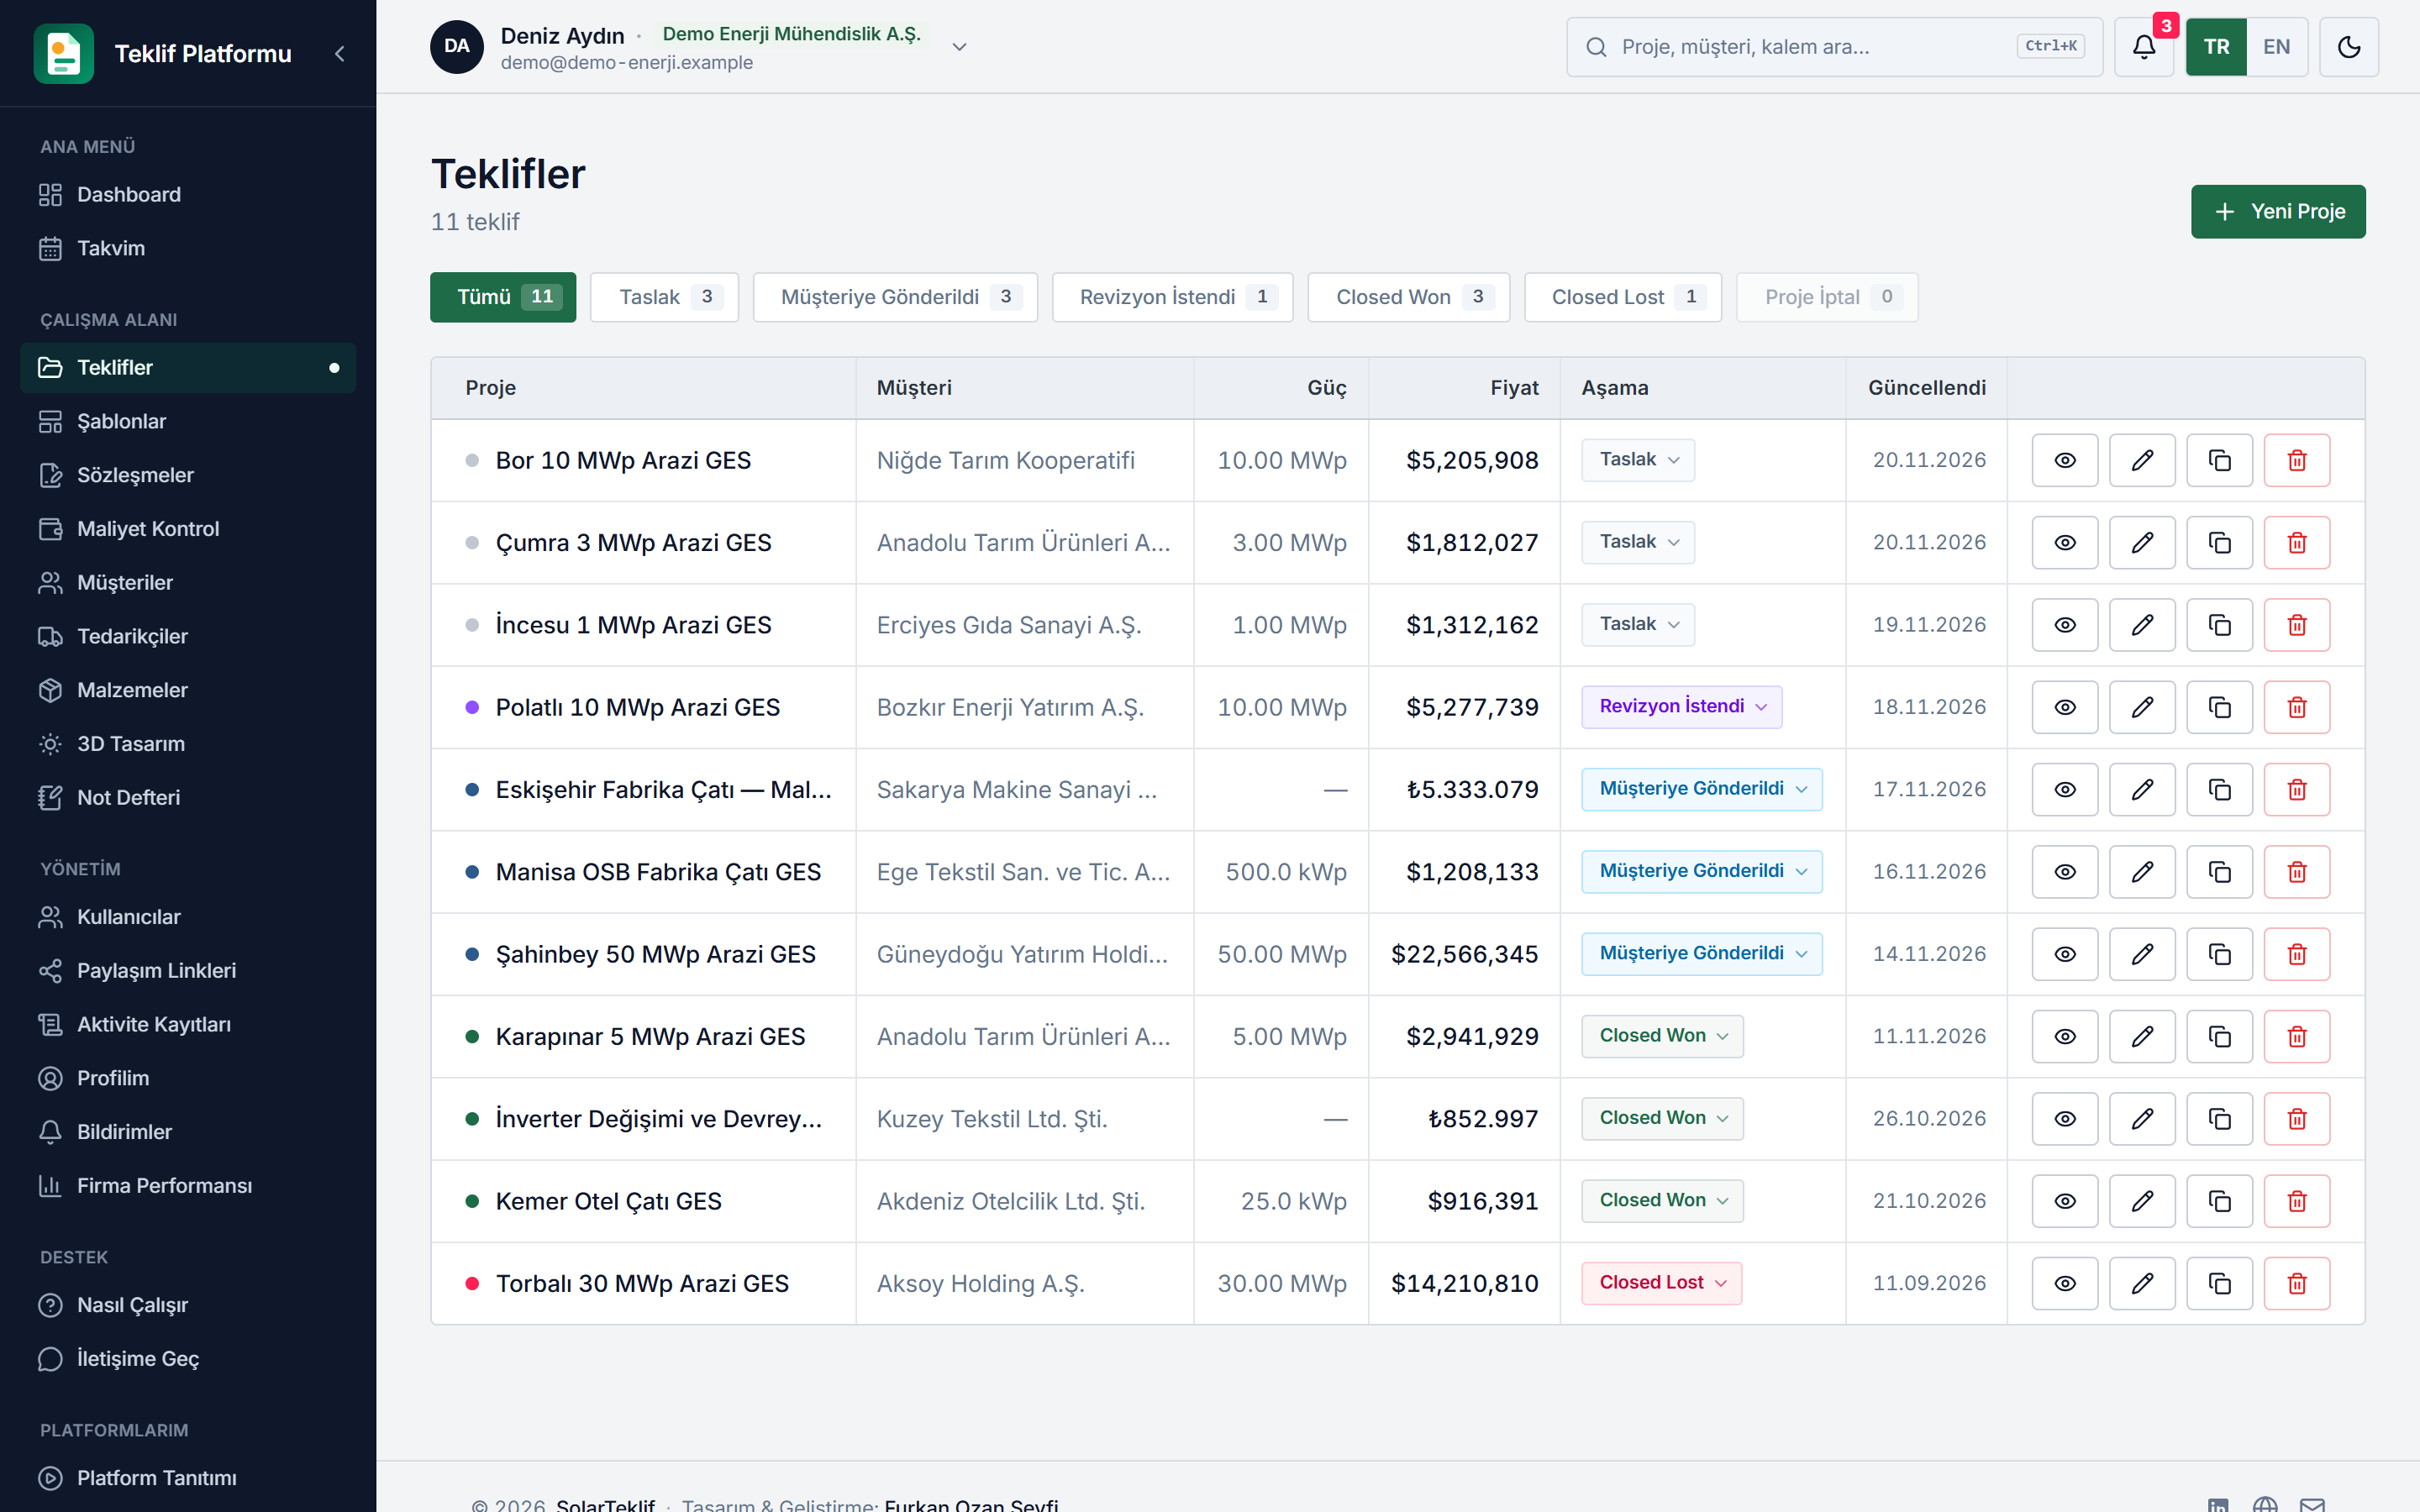 Teklif Platformu
ANA MENÜ
Dashboard
Takvim
ÇALIŞMA ALANI
Teklifler
Şablonlar
Sözleşmeler
Maliyet Kontrol
Müşteriler
Tedarikçiler
Malzemeler
3D Tasarım
Not Defteri
YÖNETİM
Kullanıcılar
Paylaşım Linkleri
Aktivite Kayıtları
Profilim
Bildirimler
Firma Performansı
DESTEK
Nasıl Çalışır
İletişime Geç
PLATFORMLARIM
Platform Tanıtımı
DA
Deniz Aydın · Demo Enerji Mühendislik A.Ş.
demo@demo-enerji.example
Proje, müşteri, kalem ara... Ctrl+K
3
TR EN
Teklifler
11 teklif
+ Yeni Proje
Tümü 11 Taslak 3 Müşteriye Gönderildi 3 Revizyon İstendi 1 Closed Won 3 Closed Lost 1 Proje İptal 0
Proje Müşteri Güç Fiyat Aşama Güncellendi
Bor 10 MWp Arazi GES Niğde Tarım Kooperatifi 10.00 MWp $5,205,908 Taslak 20.11.2026
Çumra 3 MWp Arazi GES Anadolu Tarım Ürünleri A... 3.00 MWp $1,812,027 Taslak 20.11.2026
İncesu 1 MWp Arazi GES Erciyes Gıda Sanayi A.Ş. 1.00 MWp $1,312,162 Taslak 19.11.2026
Polatlı 10 MWp Arazi GES Bozkır Enerji Yatırım A.Ş. 10.00 MWp $5,277,739 Revizyon İstendi 18.11.2026
Eskişehir Fabrika Çatı — Mal... Sakarya Makine Sanayi ... — ₺5.333.079 Müşteriye Gönderildi 17.11.2026
Manisa OSB Fabrika Çatı GES Ege Tekstil San. ve Tic. A... 500.0 kWp $1,208,133 Müşteriye Gönderildi 16.11.2026
Şahinbey 50 MWp Arazi GES Güneydoğu Yatırım Holdi... 50.00 MWp $22,566,345 Müşteriye Gönderildi 14.11.2026
Karapınar 5 MWp Arazi GES Anadolu Tarım Ürünleri A... 5.00 MWp $2,941,929 Closed Won 11.11.2026
İnverter Değişimi ve Devrey... Kuzey Tekstil Ltd. Şti. — ₺852.997 Closed Won 26.10.2026
Kemer Otel Çatı GES Akdeniz Otelcilik Ltd. Şti. 25.0 kWp $916,391 Closed Won 21.10.2026
Torbalı 30 MWp Arazi GES Aksoy Holding A.Ş. 30.00 MWp $14,210,810 Closed Lost 11.09.2026
© 2026 SolarTeklif · Tasarım & Geliştirme: Furkan Ozan Seyfi